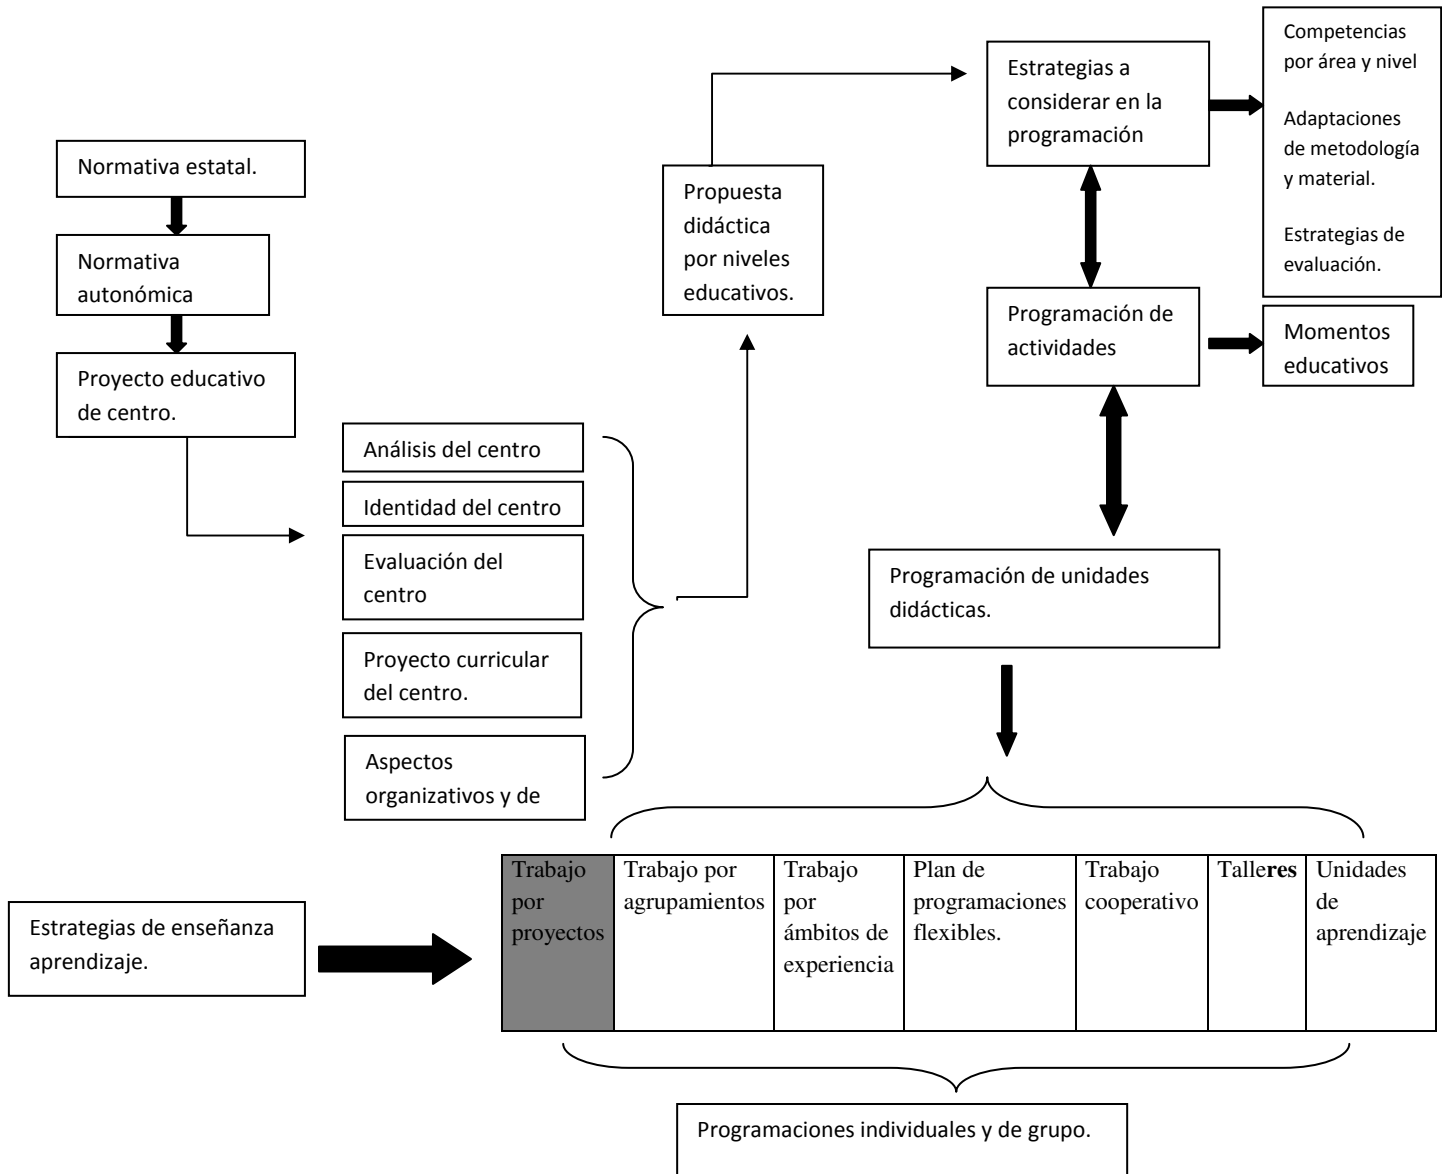 Normativa estatal.
Normativa
autonómica
Proyecto educativo
de centro.
Análisis del centro
Identidad del centro
Evaluación del
centro
Proyecto curricular
del centro.
Aspectos
organizativos y de
Propuesta
didáctica
por niveles
educativos.
Estrategias a
considerar en la
programación
Competencias
por área y nivel
Adaptaciones
de metodología
y material.
Estrategias de
evaluación.
Programación de
actividades
Momentos
educativos
Programación de unidades
didácticas.
Estrategias de enseñanza
aprendizaje.
Trabajo
por
proyectos
Trabajo por
agrupamientos
Trabajo
por
ámbitos de
experiencia
Plan de
programaciones
flexibles.
Trabajo
cooperativo
Talleres
Unidades
de
aprendizaje
Programaciones individuales y de grupo.